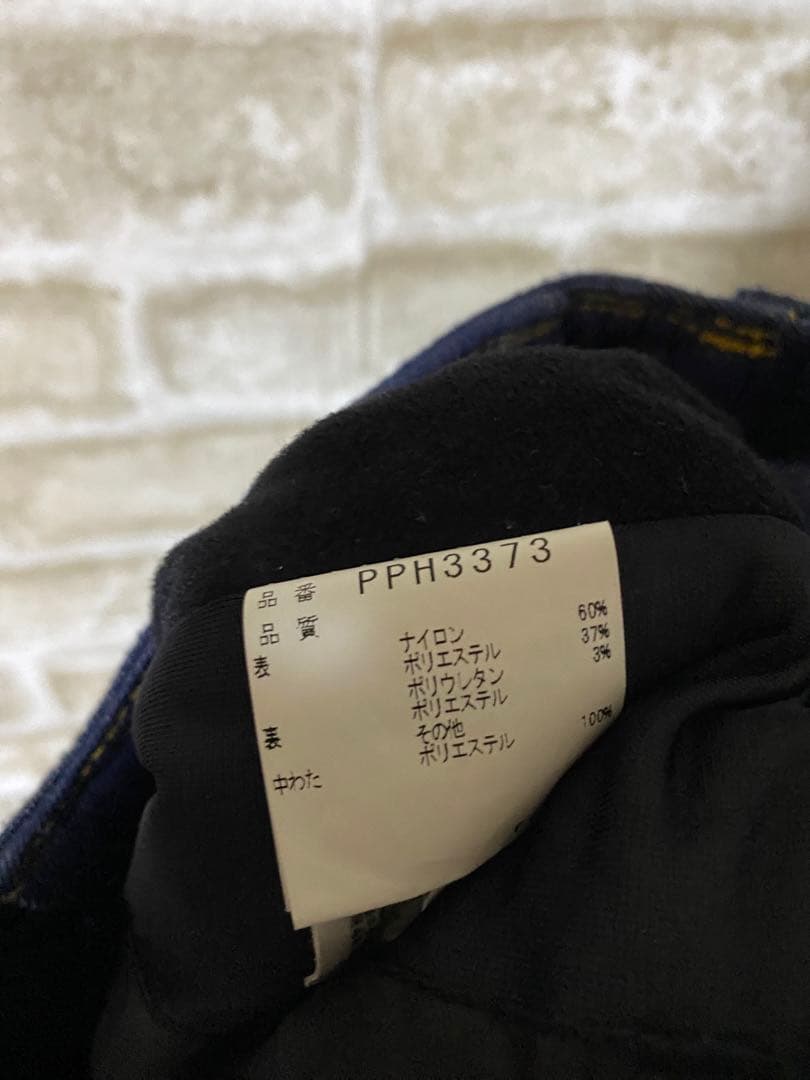 品番 PPH3373
品質
表 ナイロン 60%
ポリエステル 37%
ポリウレタン 3%
裏 ポリエステル
その他
中わた ポリエステル 100%